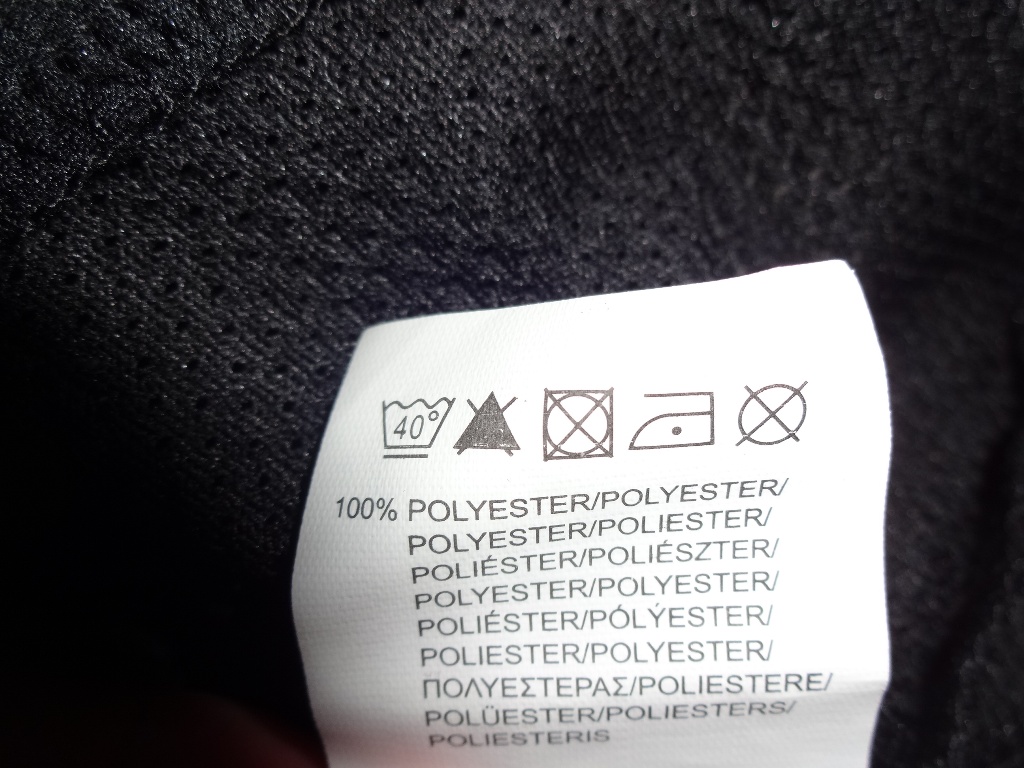 40°
100% POLYESTER/POLYESTER/
POLYESTER/POLIESTER/
POLIÉSTER/POLIÉSZTER/
POLYESTER/POLYESTER/
POLIÉSTER/PÓLÝESTER/
POLIESTER/POLYESTER/
ΠΟΛΥΕΣΤΕΡΑΣ/POLIESTERE/
POLÜESTER/POLIESTERS/
POLIESTERIS